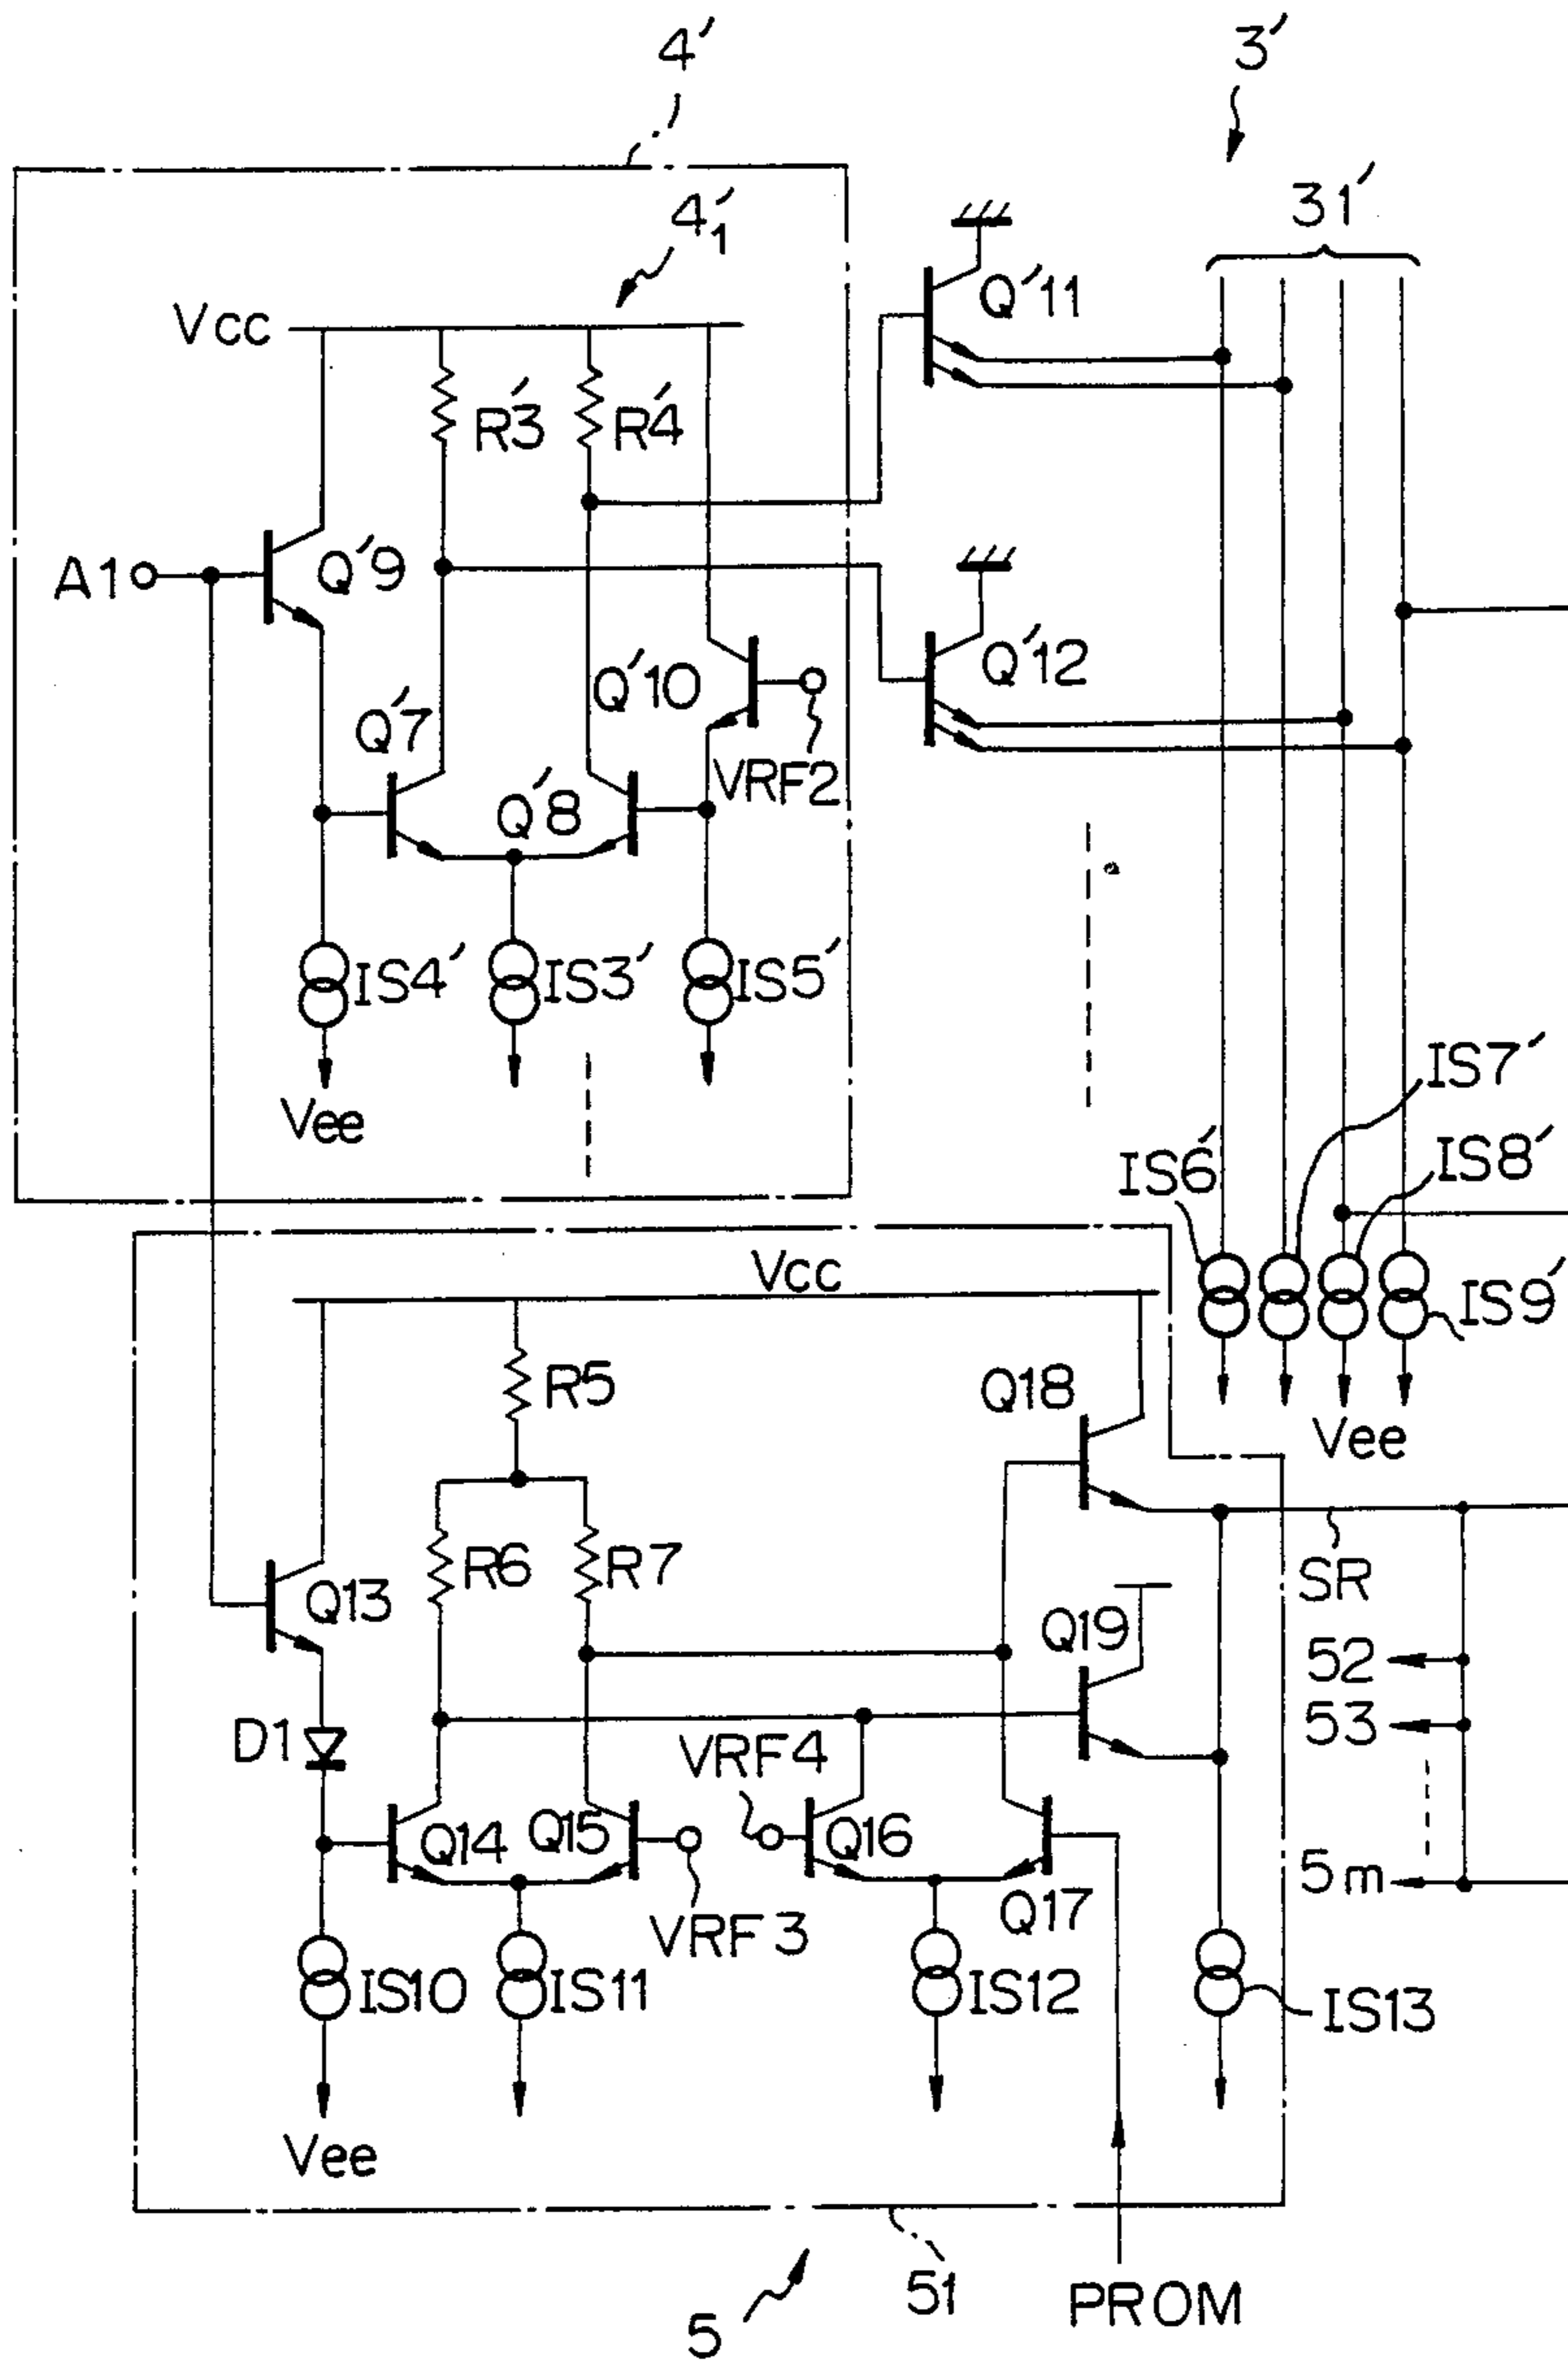 4′
3′
4′1
31′
Vcc
Q′11
R′3
R′4
A1
Q′9
Q′12
Q′10
Q′7
VRF2
Q′8
IS4′
IS3′
IS5′
IS7′
Vee
IS6′
IS8′
Vcc
IS9′
R5
Q18
Vee
R6
R7
SR
Q13
Q19
52
53
D1
VRF4
Q14
Q15
Q16
5m
Q17
VRF3
IS10
IS11
IS12
IS13
Vee
51
PROM
5